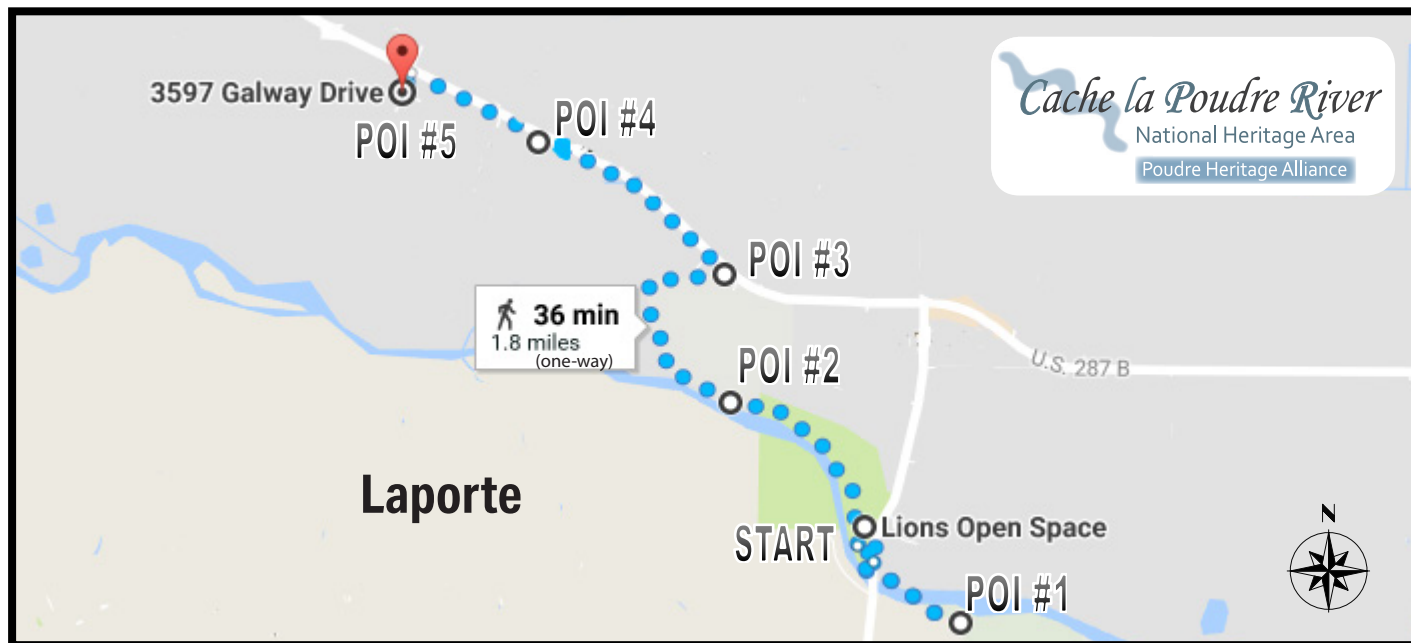 Cache la Poudre River
National Heritage Area
Poudre Heritage Alliance
3597 Galway Drive
POI #5
POI #4
POI #3
36 min
1.8 miles
(one-way)
POI #2
U.S. 287 B
Laporte
START
Lions Open Space
POI #1
N